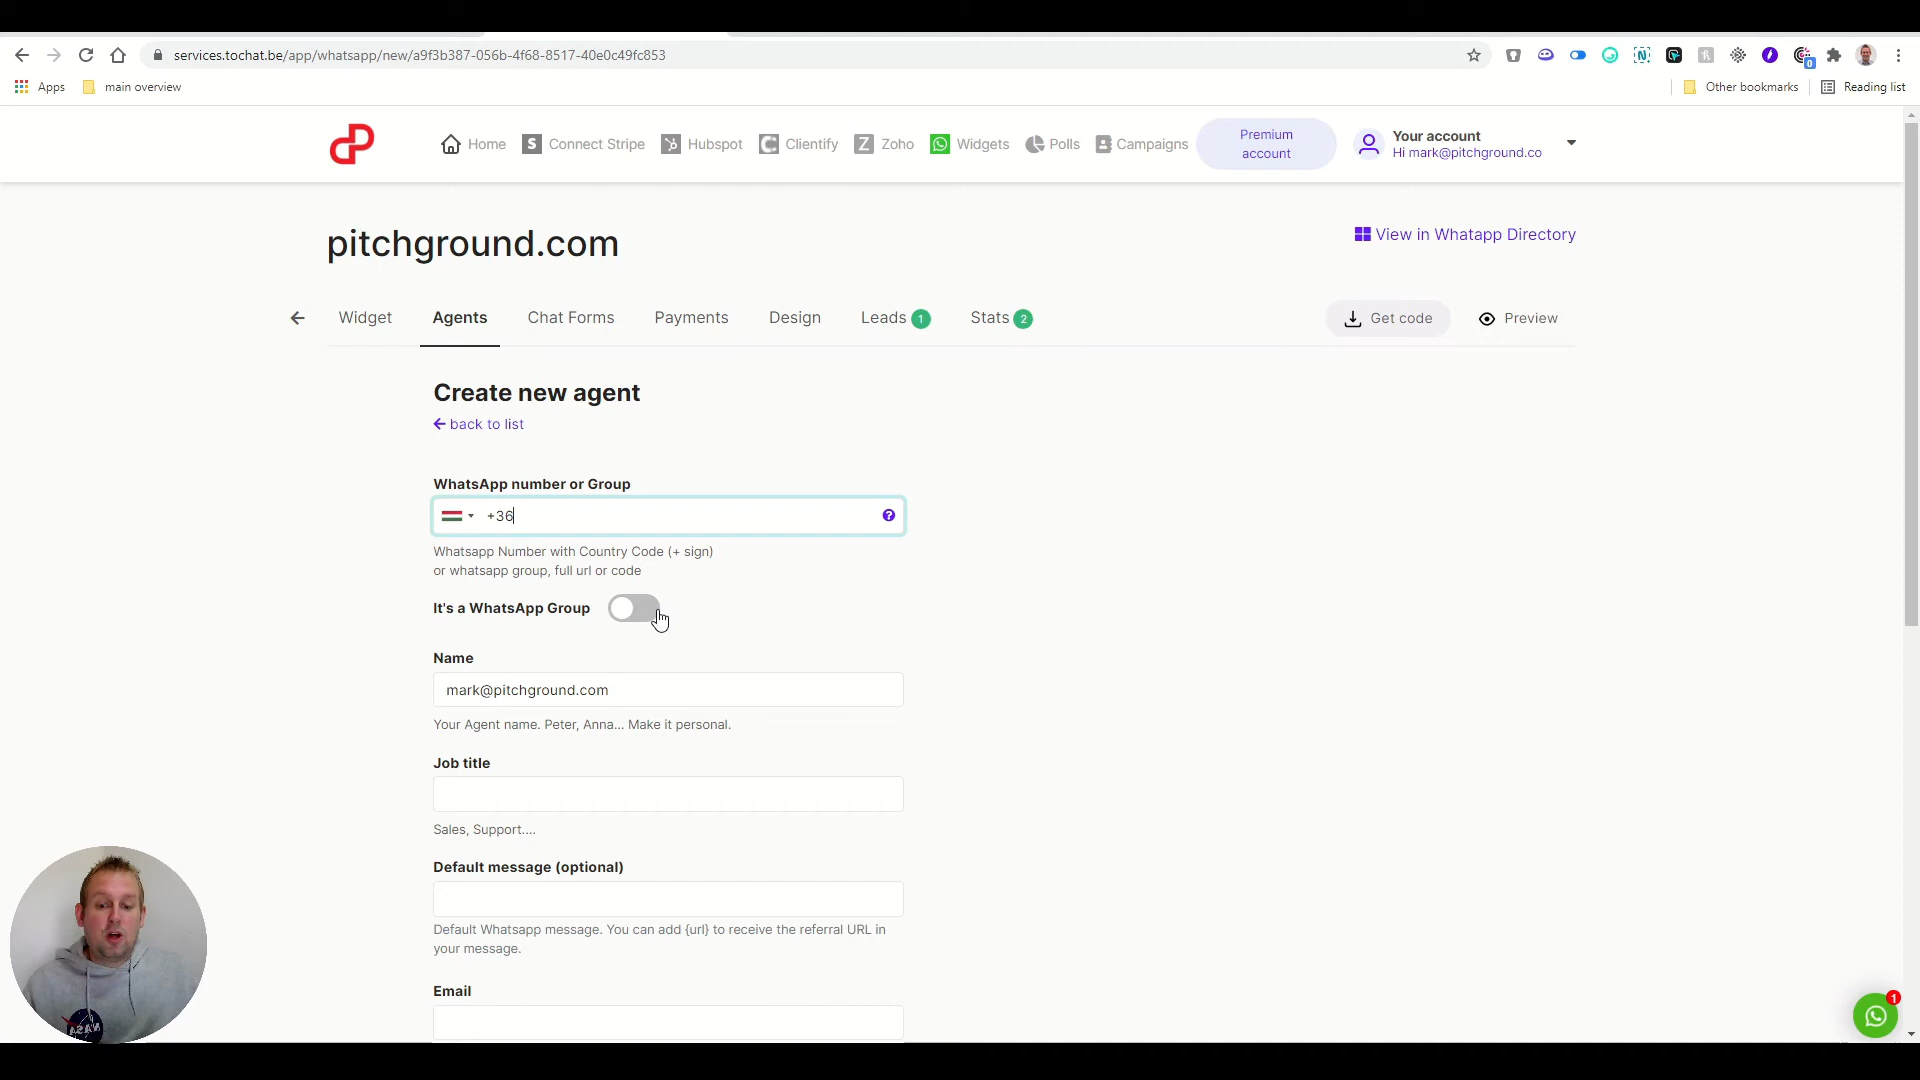 services.tochat.be/app/whatsapp/new/a9f3b387-056b-4f68-8517-40e0c49fc853
0
Apps
main overview
Other bookmarks
Reading list
Home
S Connect Stripe
Hubspot
Clientify
Z Zoho
Widgets
Polls
Campaigns
Premium
account
Your account
Hi mark@pitchground.co
pitchground.com
View in Whatapp Directory
Widget
Agents
Chat Forms
Payments
Design
Leads 1
Stats 2
Get code
Preview
Create new agent
back to list
WhatsApp number or Group
+36
?
Whatsapp Number with Country Code (+ sign)
or whatsapp group, full url or code
It's a WhatsApp Group
Name
mark@pitchground.com
Your Agent name. Peter, Anna... Make it personal.
Job title
Sales, Support....
Default message (optional)
Default Whatsapp message. You can add {url} to receive the referral URL in
your message.
Email
1